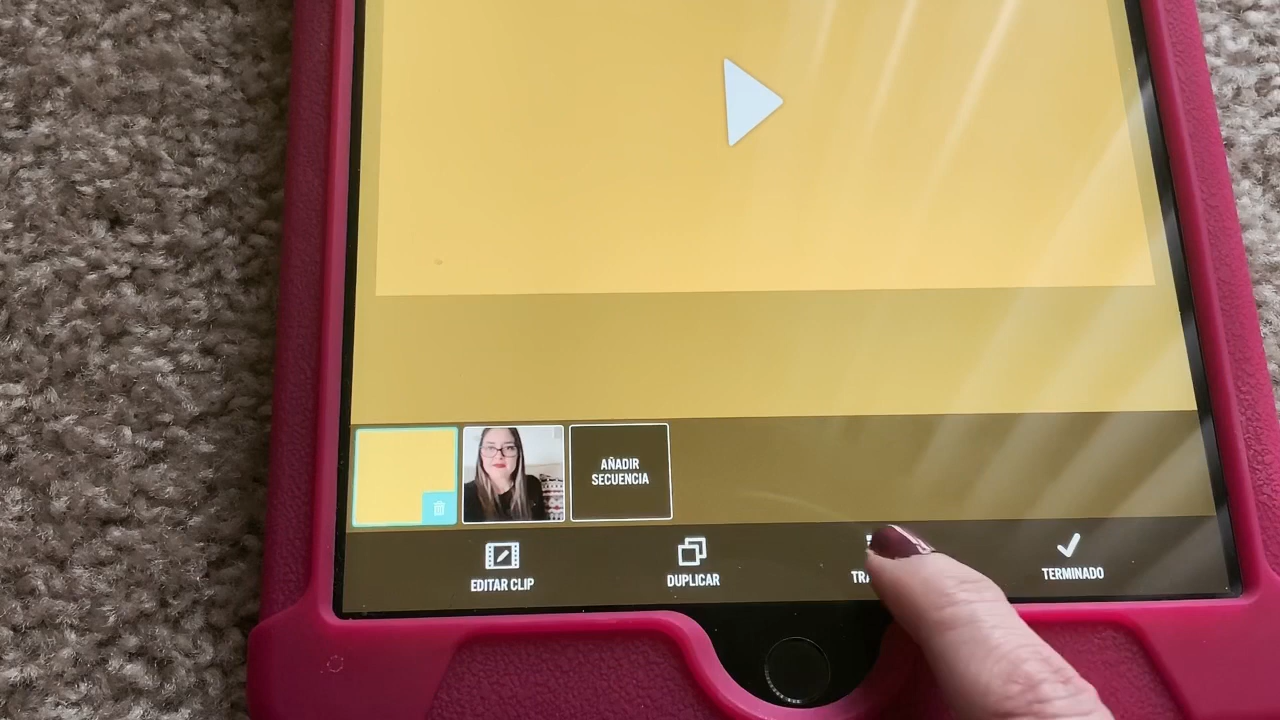 AÑADIR
SECUENCIA
EDITAR CLIP
DUPLICAR
TERMINADO